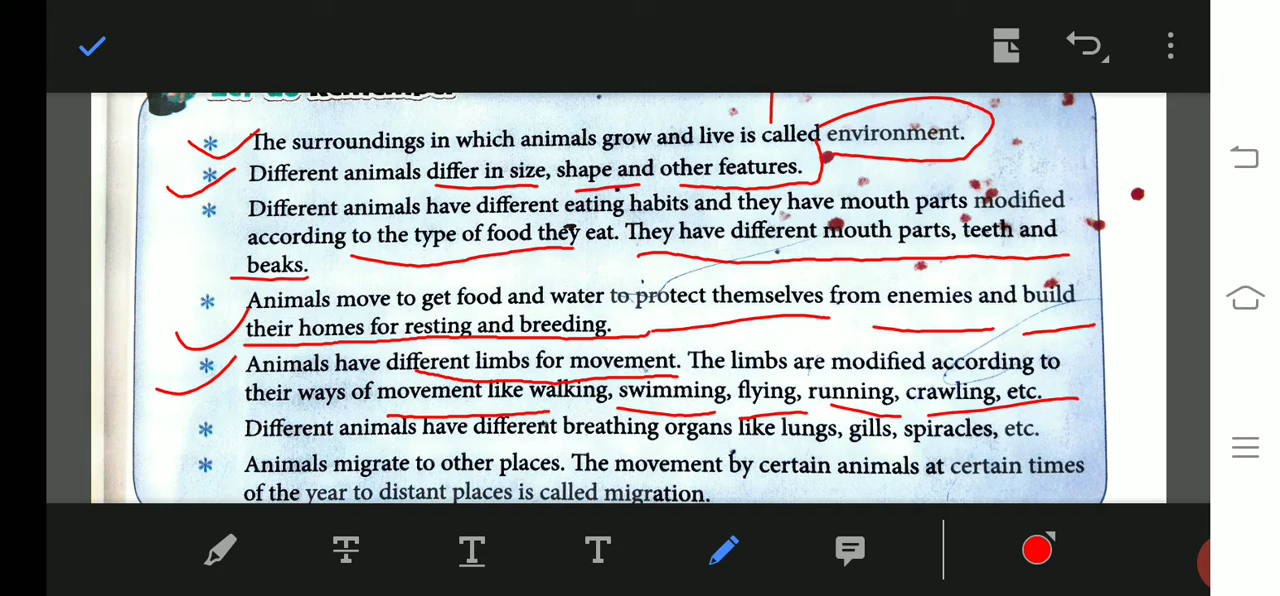 * The surroundings in which animals grow and live is called environment.
* Different animals differ in size, shape and other features.
* Different animals have different eating habits and they have mouth parts modified
according to the type of food they eat. They have different mouth parts, teeth and
beaks.
* Animals move to get food and water to protect themselves from enemies and build
their homes for resting and breeding.
* Animals have different limbs for movement. The limbs are modified according to
their ways of movement like walking, swimming, flying, running, crawling, etc.
* Different animals have different breathing organs like lungs, gills, spiracles, etc.
* Animals migrate to other places. The movement by certain animals at certain times
of the year to distant places is called migration.